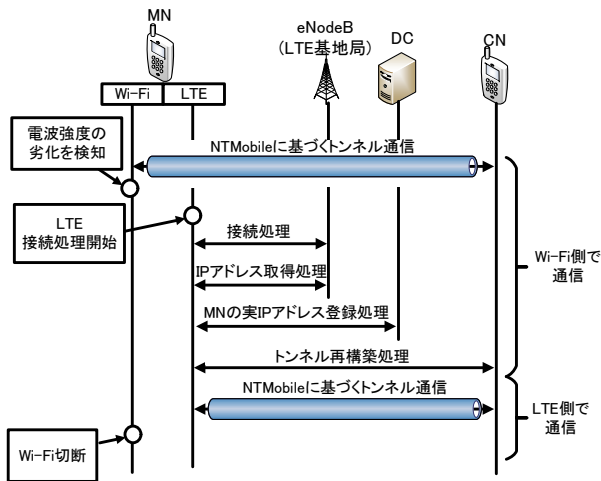 MN
eNodeB
(LTE基地局)
DC
CN
Wi-Fi
LTE
電波強度の
劣化を検知
NTMobileに基づくトンネル通信
LTE
接続処理開始
接続処理
IPアドレス取得処理
MNの実IPアドレス登録処理
トンネル再構築処理
Wi-Fi側で
通信
NTMobileに基づくトンネル通信
LTE側で
通信
Wi-Fi切断